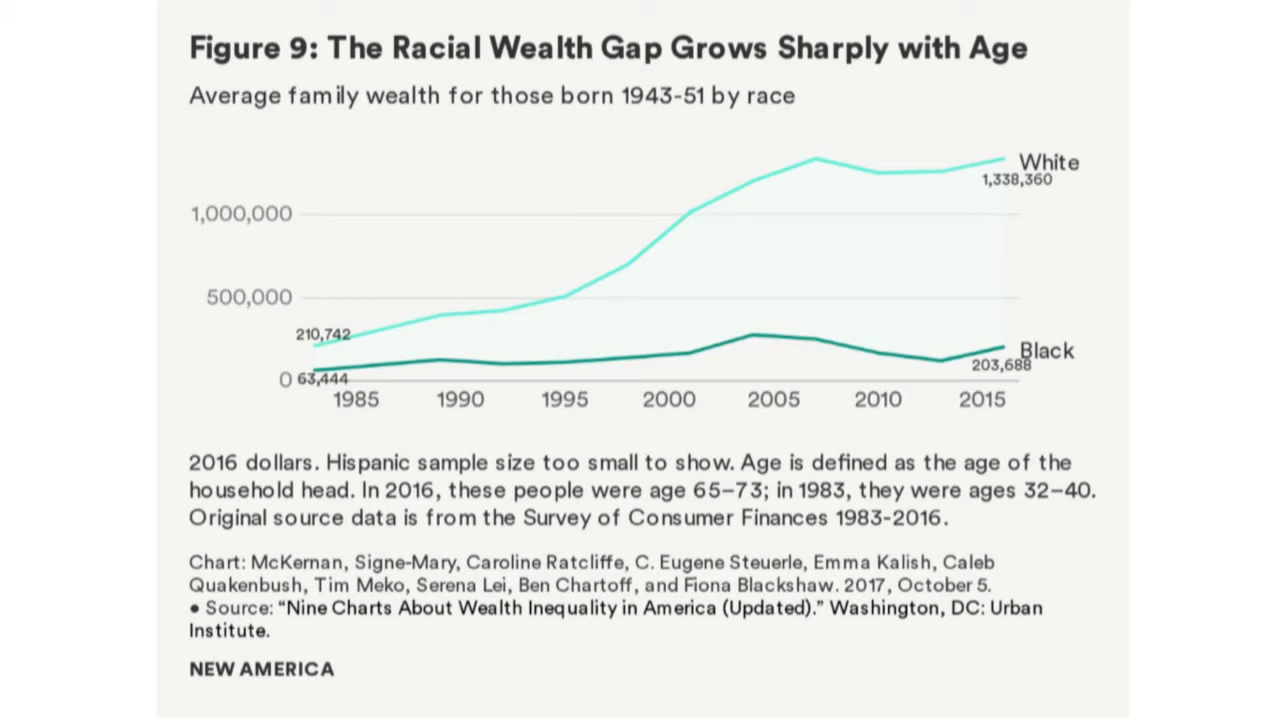 Figure 9: The Racial Wealth Gap Grows Sharply with Age
Average family wealth for those born 1943-51 by race
White
1,338,360
1,000,000
500,000
210,742
Black
203,688
0
63,444
1985 1990 1995 2000 2005 2010 2015
2016 dollars. Hispanic sample size too small to show. Age is defined as the age of the
household head. In 2016, these people were age 65–73; in 1983, they were ages 32–40.
Original source data is from the Survey of Consumer Finances 1983-2016.
Chart: McKernan, Signe-Mary, Caroline Ratcliffe, C. Eugene Steuerle, Emma Kalish, Caleb
Quakenbush, Tim Meko, Serena Lei, Ben Chartoff, and Fiona Blackshaw. 2017, October 5.
• Source: “Nine Charts About Wealth Inequality in America (Updated).” Washington, DC: Urban
Institute.
NEW AMERICA